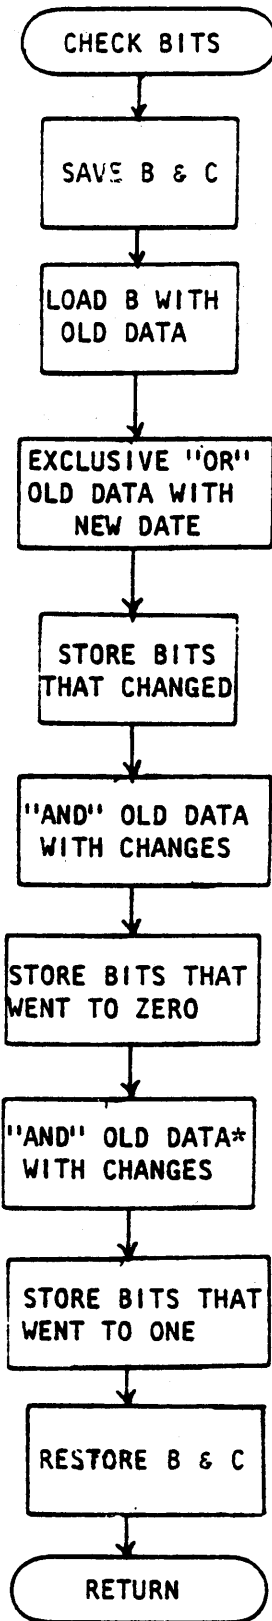 CHECK BITS
SAVE B & C
LOAD B WITH
OLD DATA
EXCLUSIVE "OR"
OLD DATA WITH
NEW DATE
STORE BITS
THAT CHANGED
"AND" OLD DATA
WITH CHANGES
STORE BITS THAT
WENT TO ZERO
"AND" OLD DATA*
WITH CHANGES
STORE BITS THAT
WENT TO ONE
RESTORE B & C
RETURN